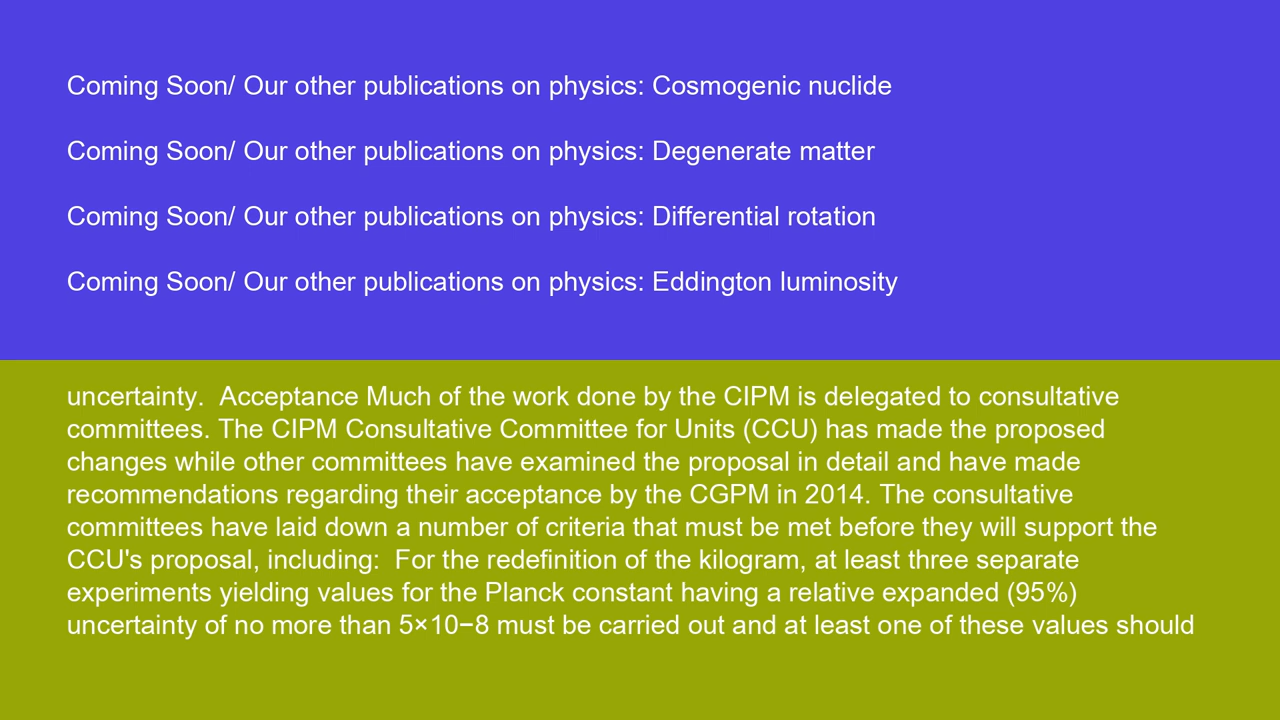 Coming Soon/ Our other publications on physics: Cosmogenic nuclide
Coming Soon/ Our other publications on physics: Degenerate matter
Coming Soon/ Our other publications on physics: Differential rotation
Coming Soon/ Our other publications on physics: Eddington luminosity
uncertainty.  Acceptance Much of the work done by the CIPM is delegated to consultative
committees. The CIPM Consultative Committee for Units (CCU) has made the proposed
changes while other committees have examined the proposal in detail and have made
recommendations regarding their acceptance by the CGPM in 2014. The consultative
committees have laid down a number of criteria that must be met before they will support the
CCU's proposal, including:  For the redefinition of the kilogram, at least three separate
experiments yielding values for the Planck constant having a relative expanded (95%)
uncertainty of no more than 5×10−8 must be carried out and at least one of these values should